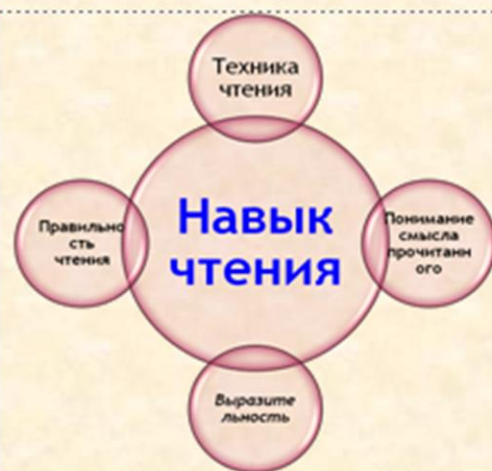 Техника
чтения
Навык
чтения
Правильно
сть
чтения
Понимание
смысла
прочитанн
ого
Выразите
льность